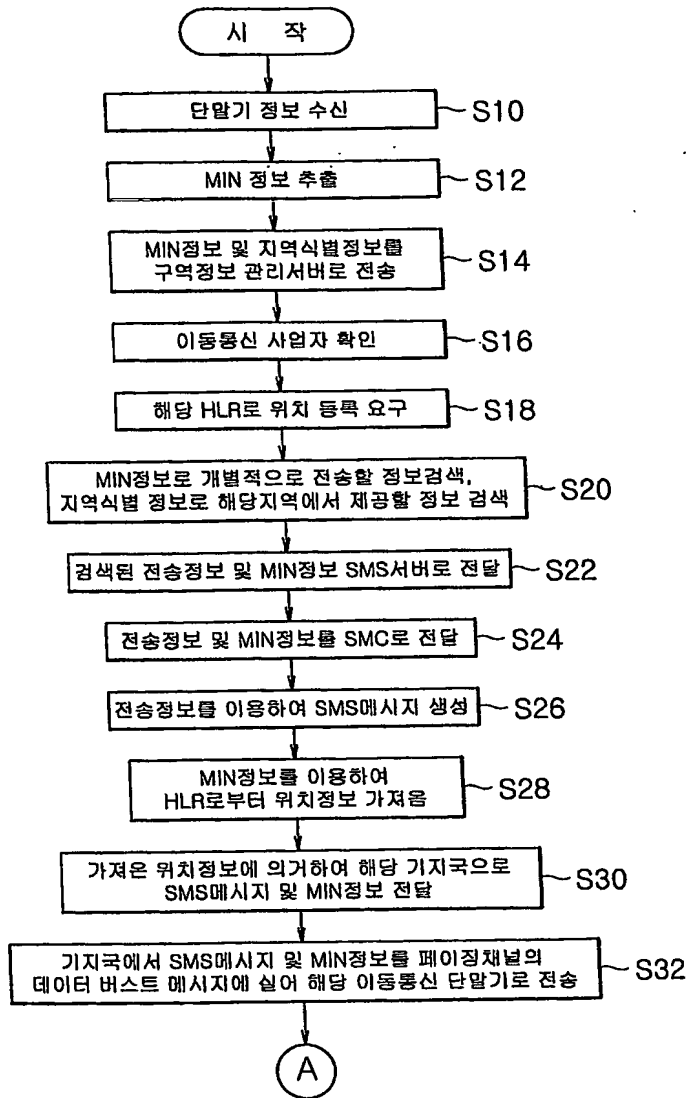 시 작
단말기 정보 수신
S10
MIN 정보 추출
S12
MIN정보 및 지역식별정보를
구역정보 관리서버로 전송
S14
이동통신 사업자 확인
S16
해당 HLR로 위치 등록 요구
S18
MIN정보로 개별적으로 전송할 정보검색,
지역식별 정보로 해당지역에서 제공할 정보 검색
S20
검색된 전송정보 및 MIN정보 SMS서버로 전달
S22
전송정보 및 MIN정보를 SMC로 전달
S24
전송정보를 이용하여 SMS메시지 생성
S26
MIN정보를 이용하여
HLR로부터 위치정보 가져옴
S28
가져온 위치정보에 의거하여 해당 기지국으로
SMS메시지 및 MIN정보 전달
S30
기지국에서 SMS메시지 및 MIN정보를 페이징채널의
데이터 버스트 메시지에 실어 해당 이동통신 단말기로 전송
S32
A